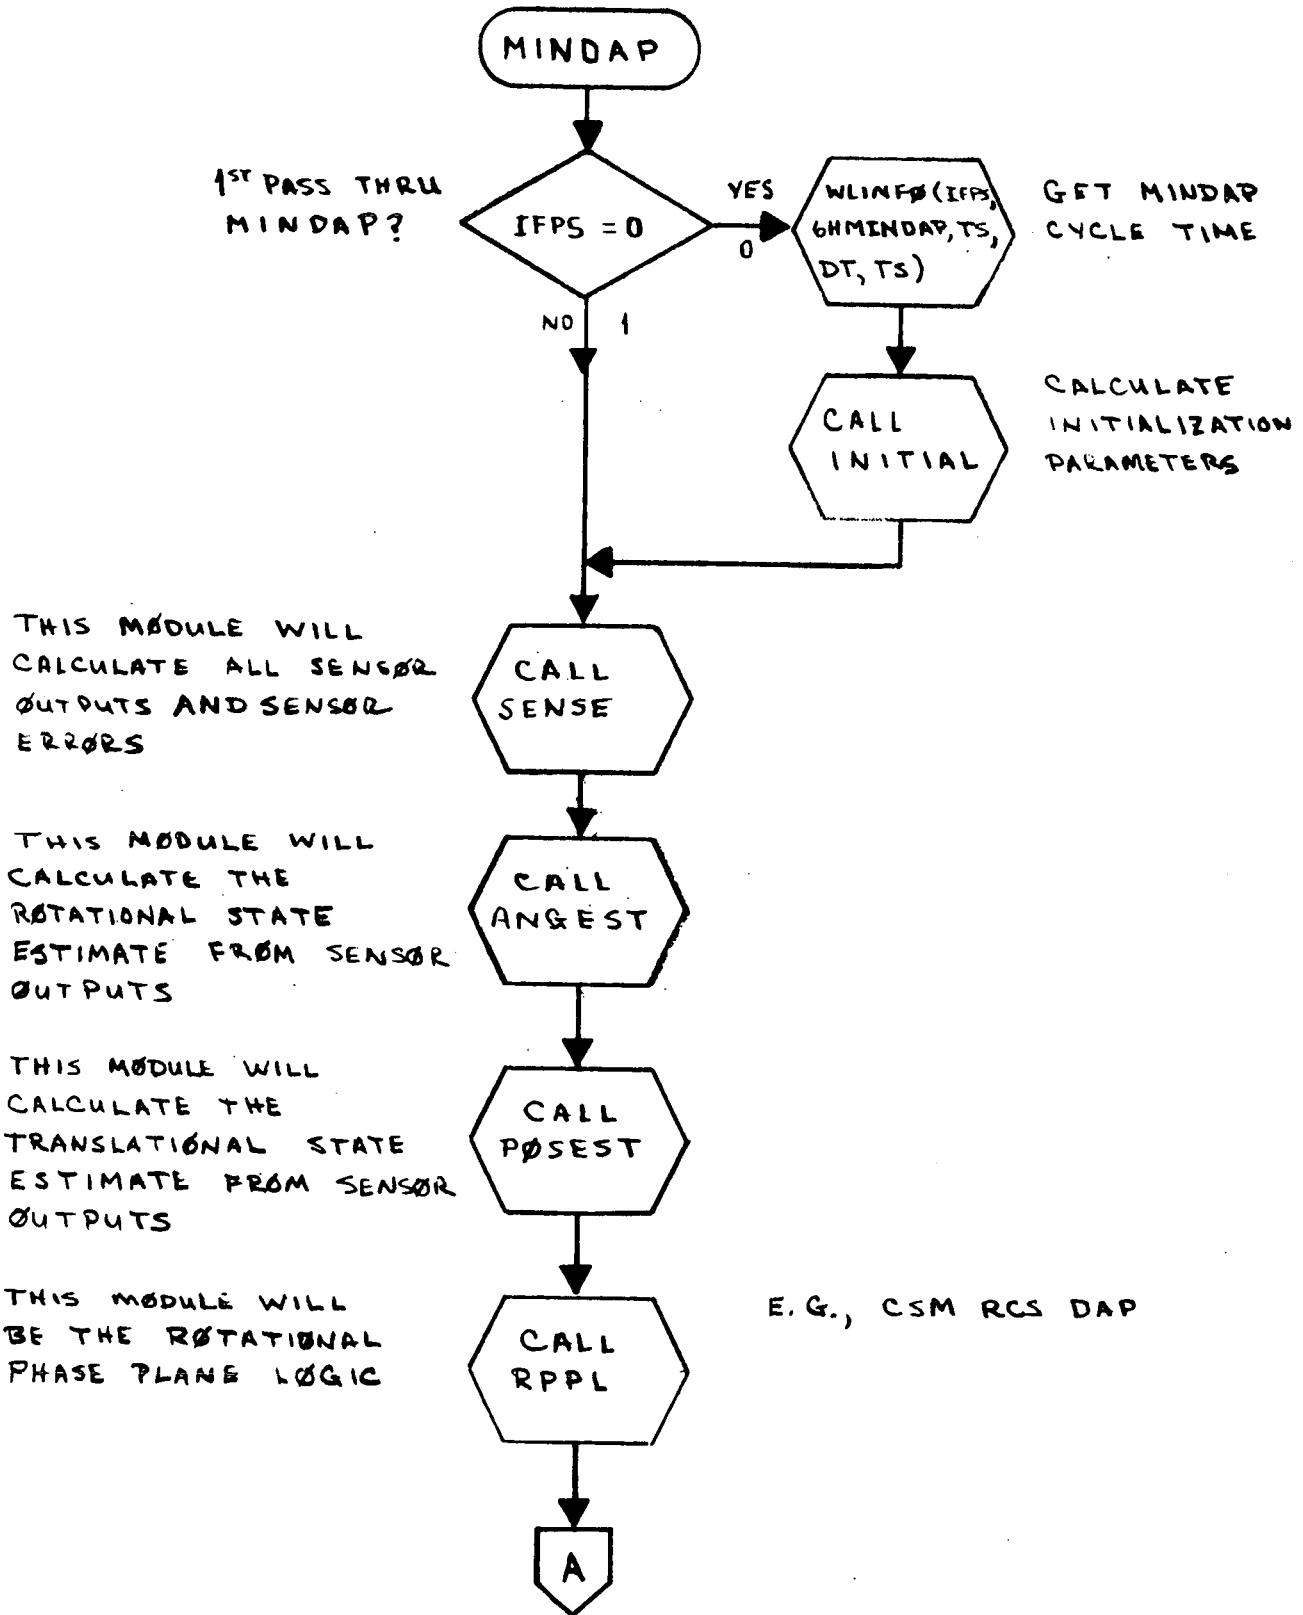 MINDAP
1ST PASS THRU
MINDAP?
IFPS = 0
YES
0
NO 1
WLINFØ(IFPS,
6HMINDAP,TS,
DT, TS)
GET MINDAP
CYCLE TIME
CALL
INITIAL
CALCULATE
INITIALIZATION
PARAMETERS
THIS MØDULE WILL
CALCULATE ALL SENSØR
ØUTPUTS AND SENSØR
ERRØRS
CALL
SENSE
THIS MØDULE WILL
CALCULATE THE
RØTATIØNAL STATE
ESTIMATE FRØM SENSØR
ØUTPUTS
CALL
ANGEST
THIS MØDULE WILL
CALCULATE THE
TRANSLATIØNAL STATE
ESTIMATE FRØM SENSØR
ØUTPUTS
CALL
PØSEST
THIS MØDULE WILL
BE THE RØTATIØNAL
PHASE PLANE LØGIC
CALL
RPPL
E.G., CSM RCS DAP
A